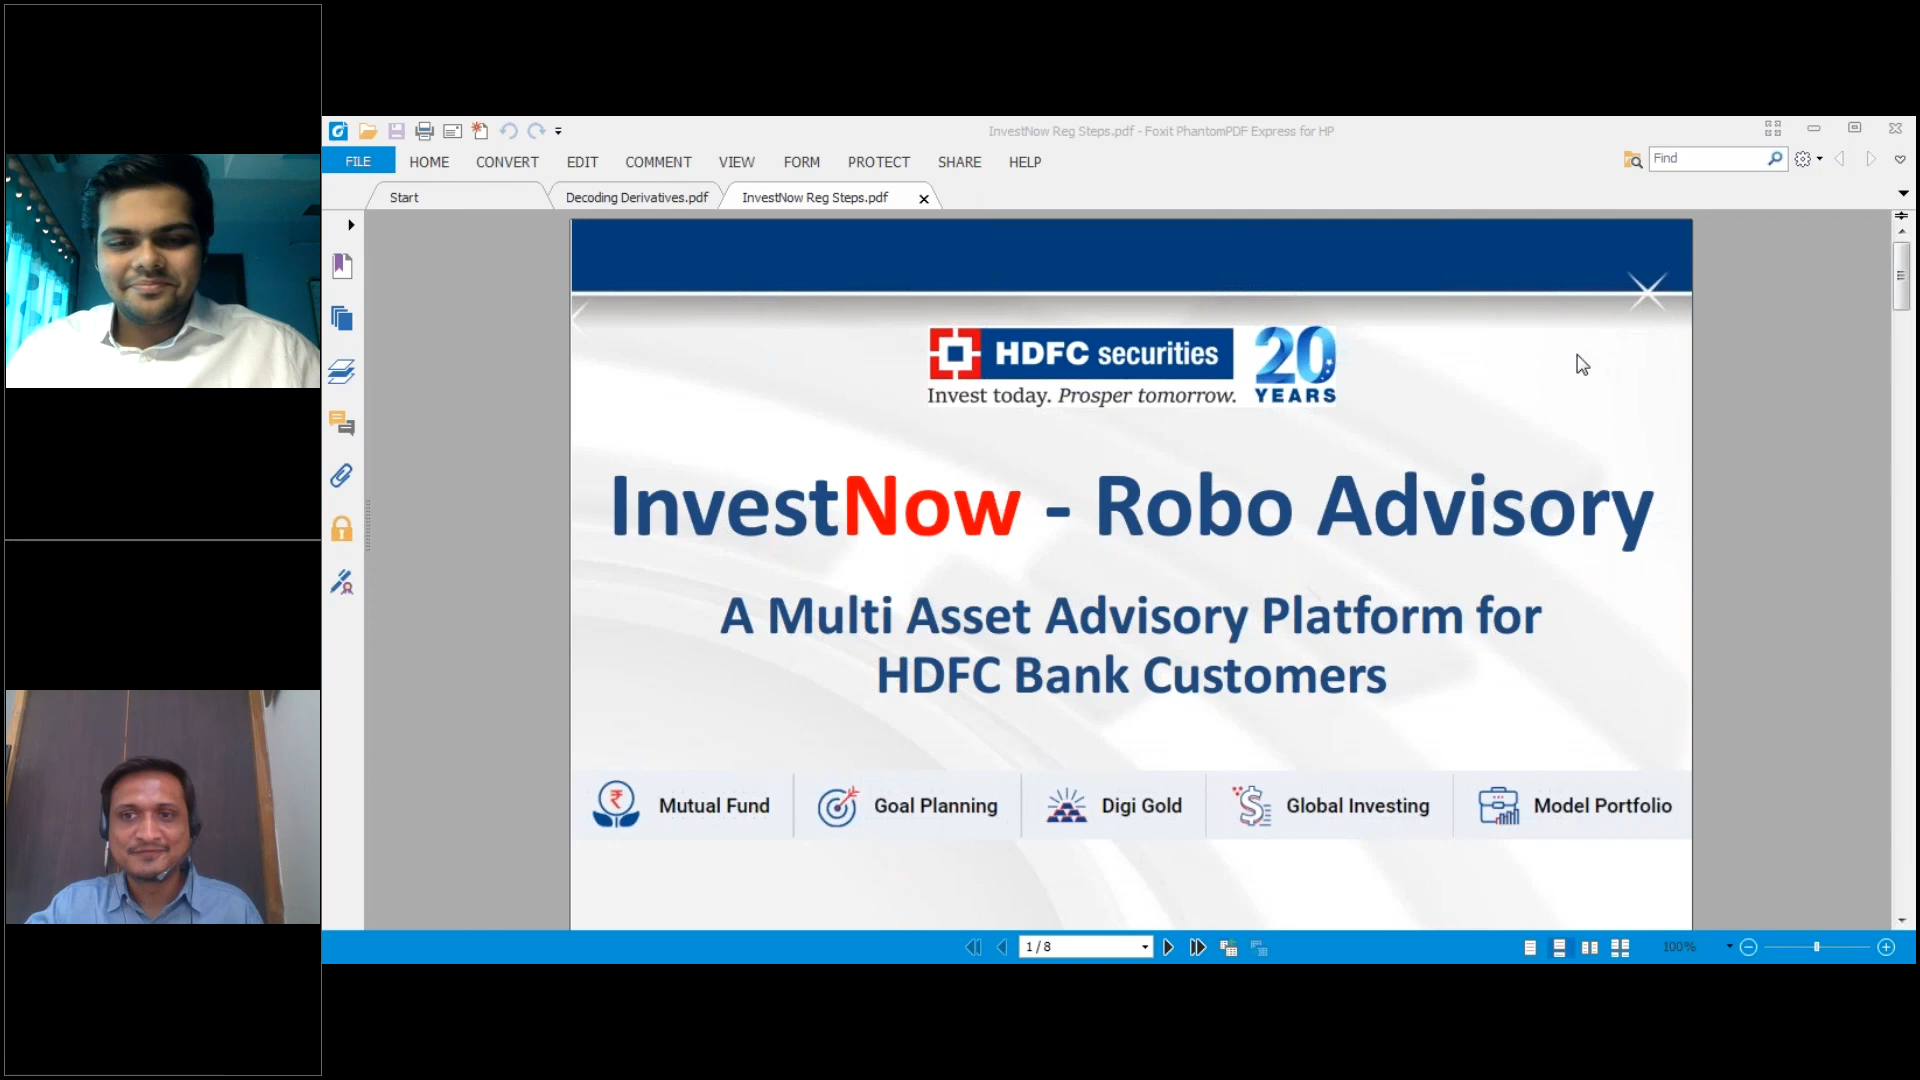 InvestNow Reg Steps.pdf - Foxit PhantomPDF Express for HP
FILE HOME CONVERT EDIT COMMENT VIEW FORM PROTECT SHARE HELP
Find
Start
Decoding Derivatives.pdf
InvestNow Reg Steps.pdf
HDFC securities
Invest today. Prosper tomorrow.
20
YEARS
InvestNow - Robo Advisory
A Multi Asset Advisory Platform for
HDFC Bank Customers
Mutual Fund
Goal Planning
Digi Gold
Global Investing
Model Portfolio
1 / 8
100%